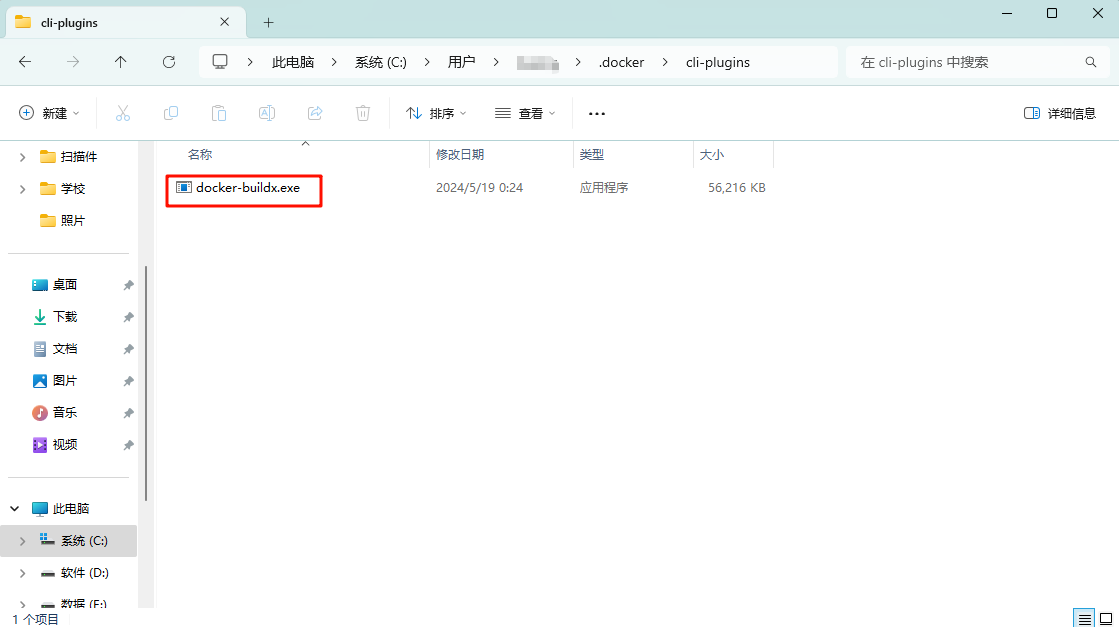 cli-plugins
此电脑 系统 (C:) 用户 .docker cli-plugins
在 cli-plugins 中搜索
新建 排序 查看 详细信息
名称 修改日期 类型 大小
docker-buildx.exe 2024/5/19 0:24 应用程序 56,216 KB
扫描件
学校
照片
桌面
下载
文档
图片
音乐
视频
此电脑
系统 (C:)
软件 (D:)
数据 (E:)
1 个项目